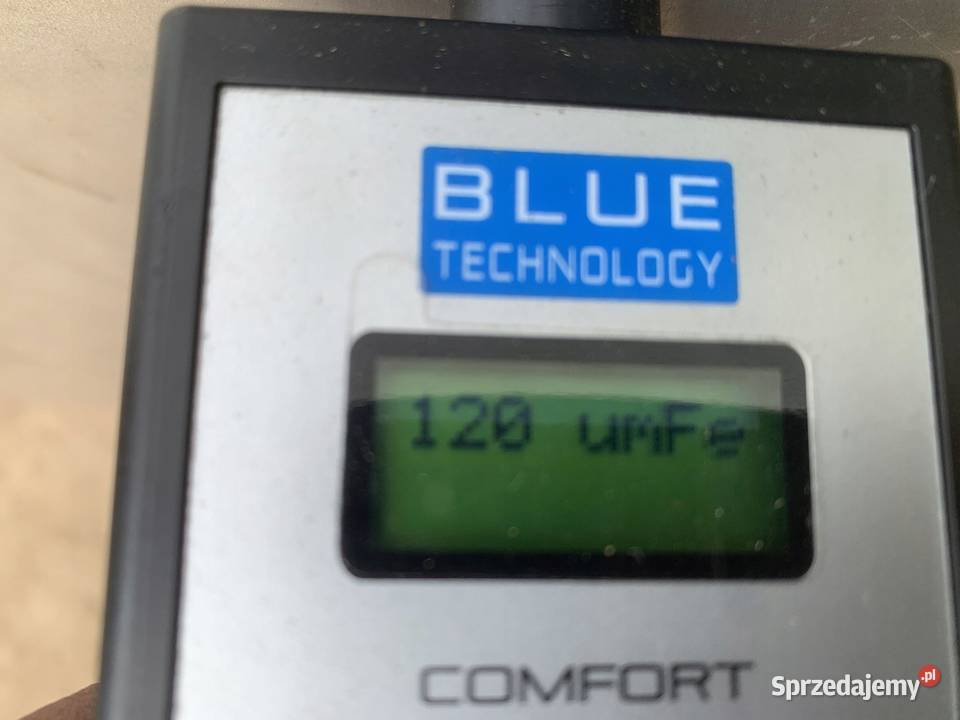 BLUE
TECHNOLOGY
120 umFe
COMFORT
Sprzedajemy.pl